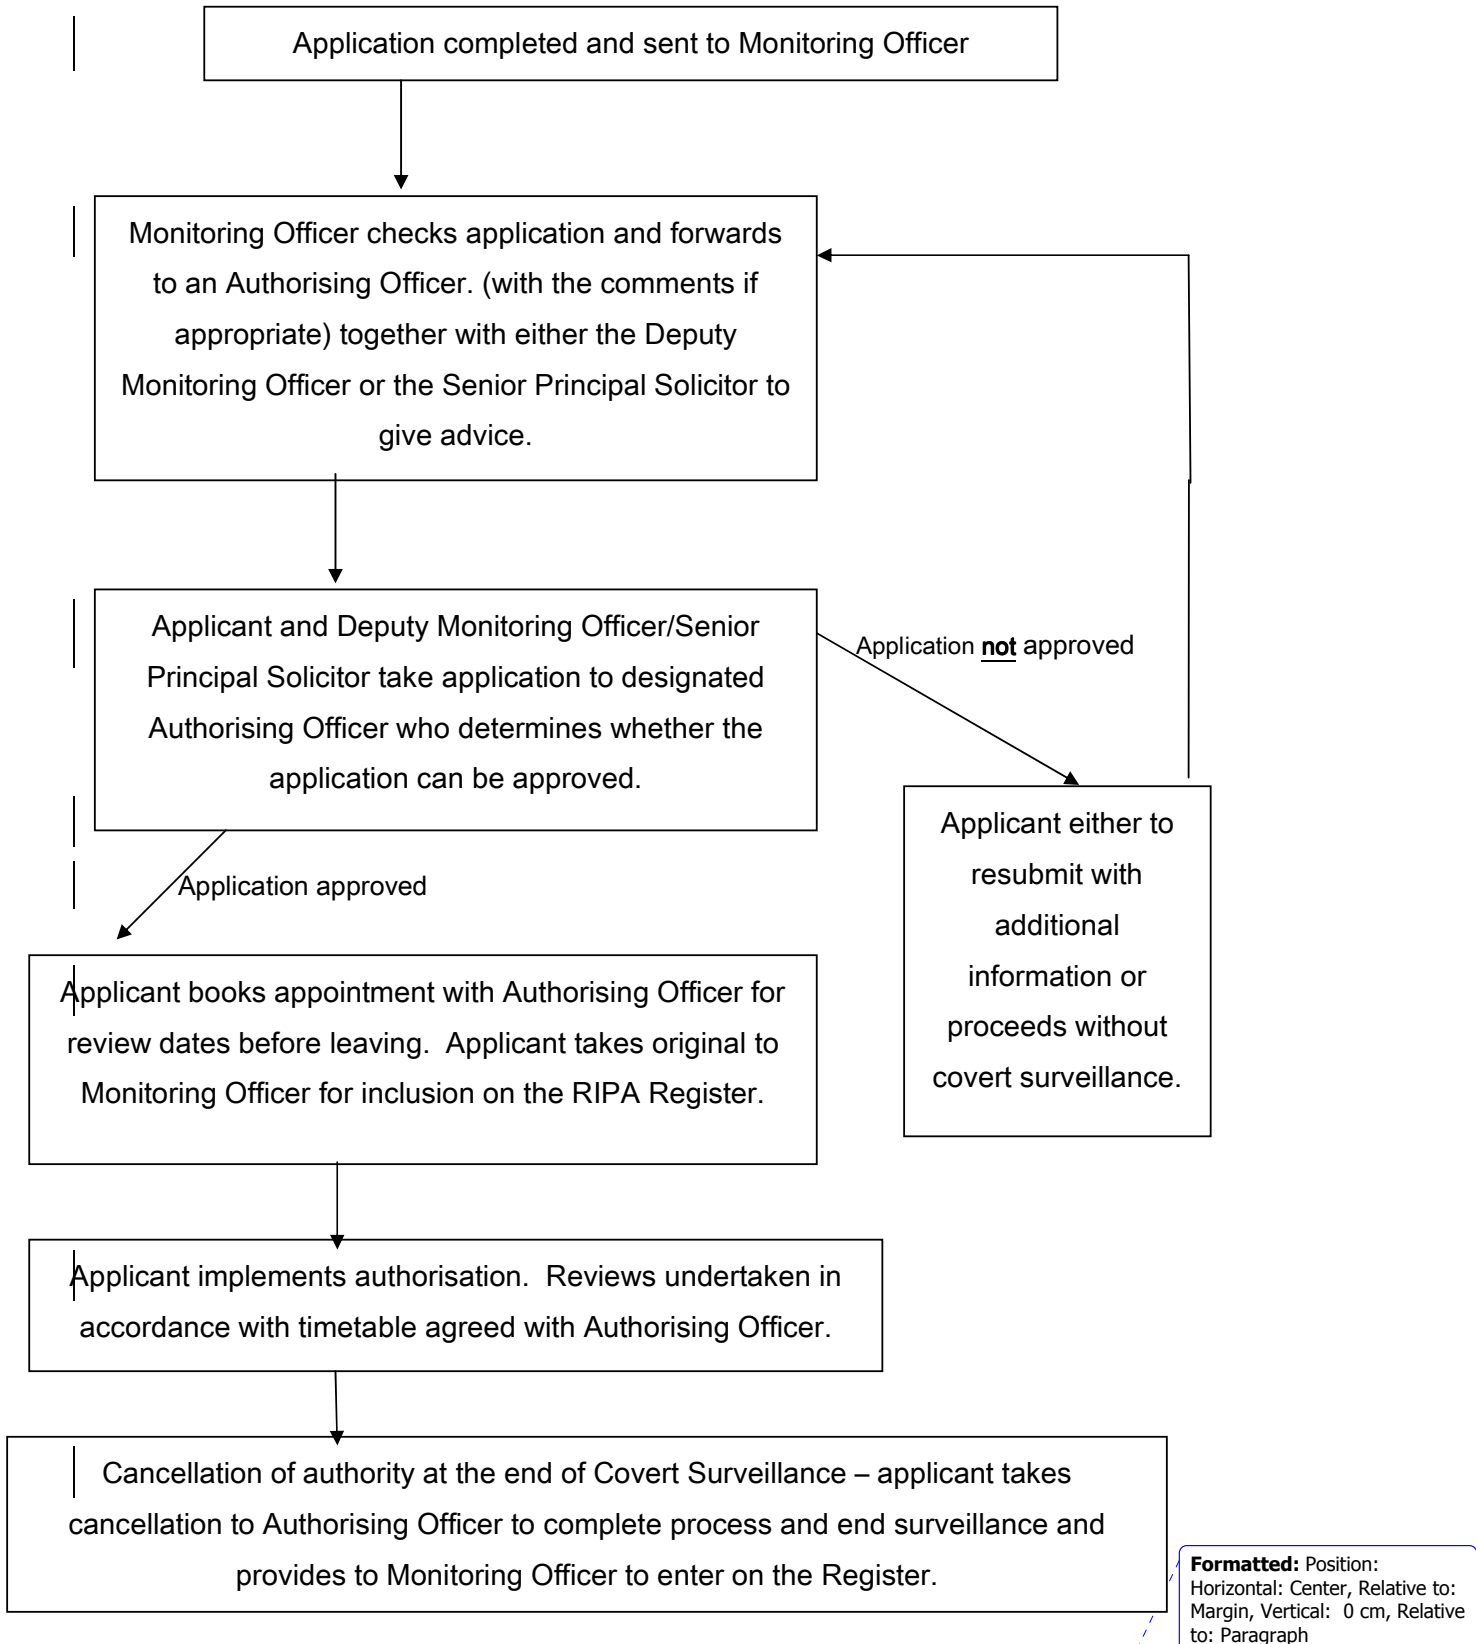 Application completed and sent to Monitoring Officer
Monitoring Officer checks application and forwards
to an Authorising Officer. (with the comments if
appropriate) together with either the Deputy
Monitoring Officer or the Senior Principal Solicitor to
give advice.
Applicant and Deputy Monitoring Officer/Senior
Principal Solicitor take application to designated
Authorising Officer who determines whether the
application can be approved.
Application not approved
Applicant either to
resubmit with
additional
information or
proceeds without
covert surveillance.
Application approved
Applicant books appointment with Authorising Officer for
review dates before leaving.  Applicant takes original to
Monitoring Officer for inclusion on the RIPA Register.
Applicant implements authorisation.  Reviews undertaken in
accordance with timetable agreed with Authorising Officer.
Cancellation of authority at the end of Covert Surveillance – applicant takes
cancellation to Authorising Officer to complete process and end surveillance and
provides to Monitoring Officer to enter on the Register.
Formatted: Position:
Horizontal: Center, Relative to:
Margin, Vertical:  0 cm, Relative
to: Paragraph